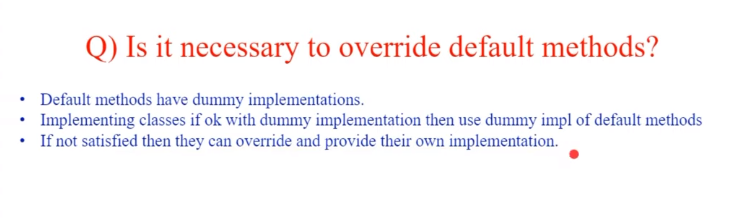 Q) Is it necessary to override default methods?
• Default methods have dummy implementations.
• Implementing classes if ok with dummy implementation then use dummy impl of default methods
• If not satisfied then they can override and provide their own implementation.